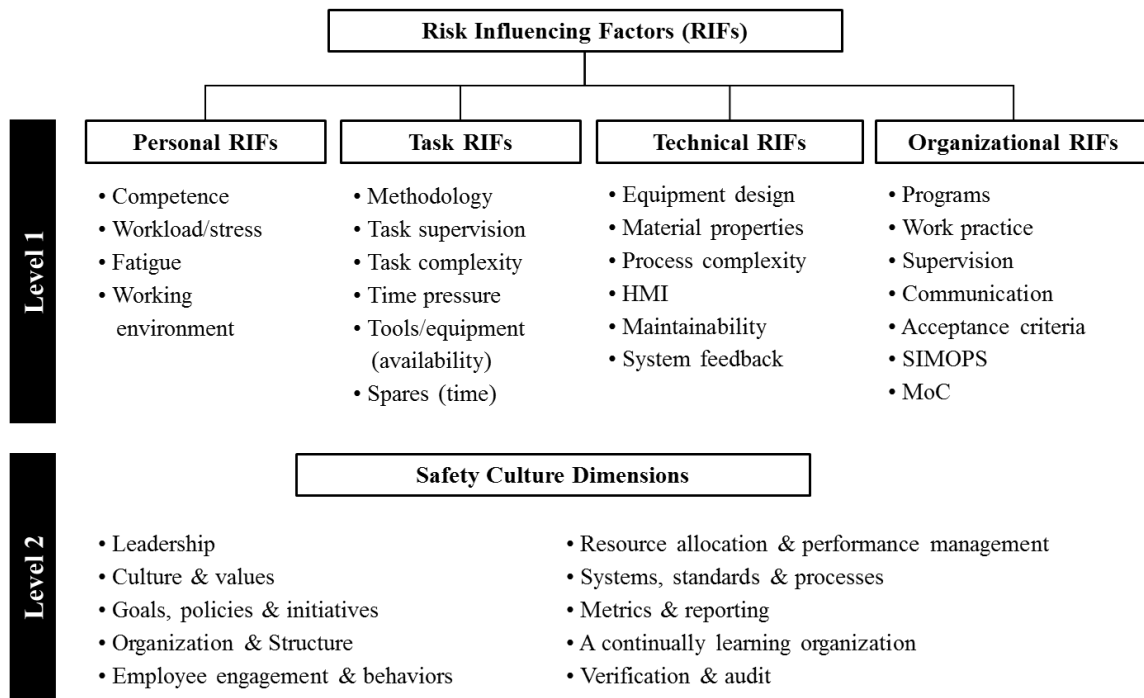 Risk Influencing Factors (RIFs)
Level 1
Personal RIFs
• Competence
• Workload/stress
• Fatigue
• Working
environment
Task RIFs
• Methodology
• Task supervision
• Task complexity
• Time pressure
• Tools/equipment
(availability)
• Spares (time)
Technical RIFs
• Equipment design
• Material properties
• Process complexity
• HMI
• Maintainability
• System feedback
Organizational RIFs
• Programs
• Work practice
• Supervision
• Communication
• Acceptance criteria
• SIMOPS
• MoC
Level 2
Safety Culture Dimensions
• Leadership
• Culture & values
• Goals, policies & initiatives
• Organization & Structure
• Employee engagement & behaviors
• Resource allocation & performance management
• Systems, standards & processes
• Metrics & reporting
• A continually learning organization
• Verification & audit